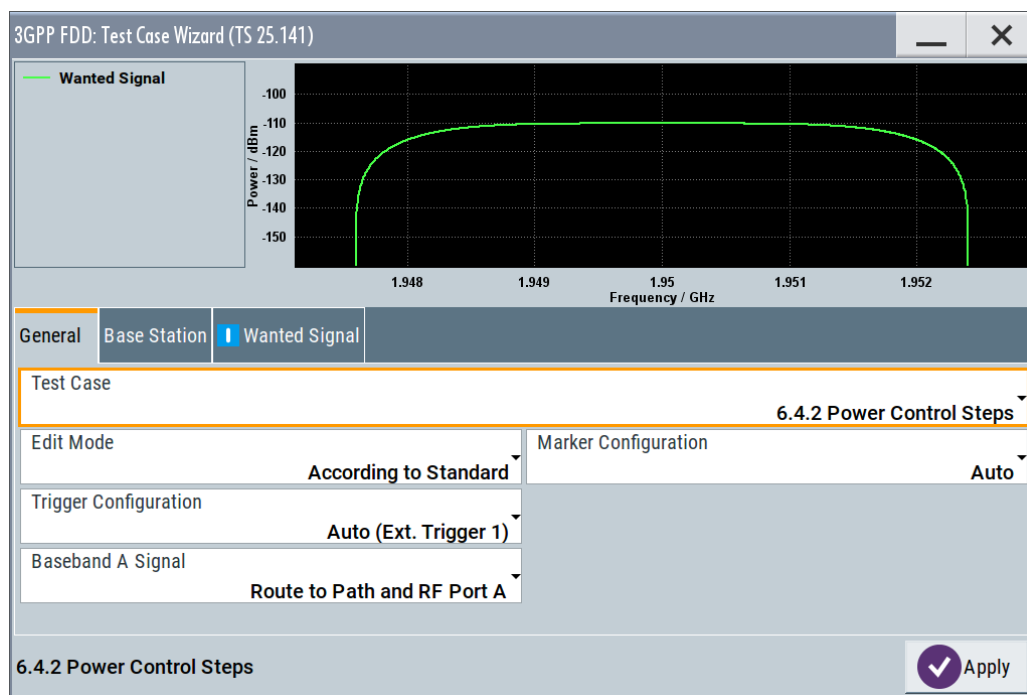 3GPP FDD: Test Case Wizard (TS 25.141)
Wanted Signal
Power / dBm
-100
-110
-120
-130
-140
-150
1.948 1.949 1.95 1.951 1.952
Frequency / GHz
General Base Station Wanted Signal
Test Case
6.4.2 Power Control Steps
Edit Mode
According to Standard
Marker Configuration
Auto
Trigger Configuration
Auto (Ext. Trigger 1)
Baseband A Signal
Route to Path and RF Port A
6.4.2 Power Control Steps
Apply